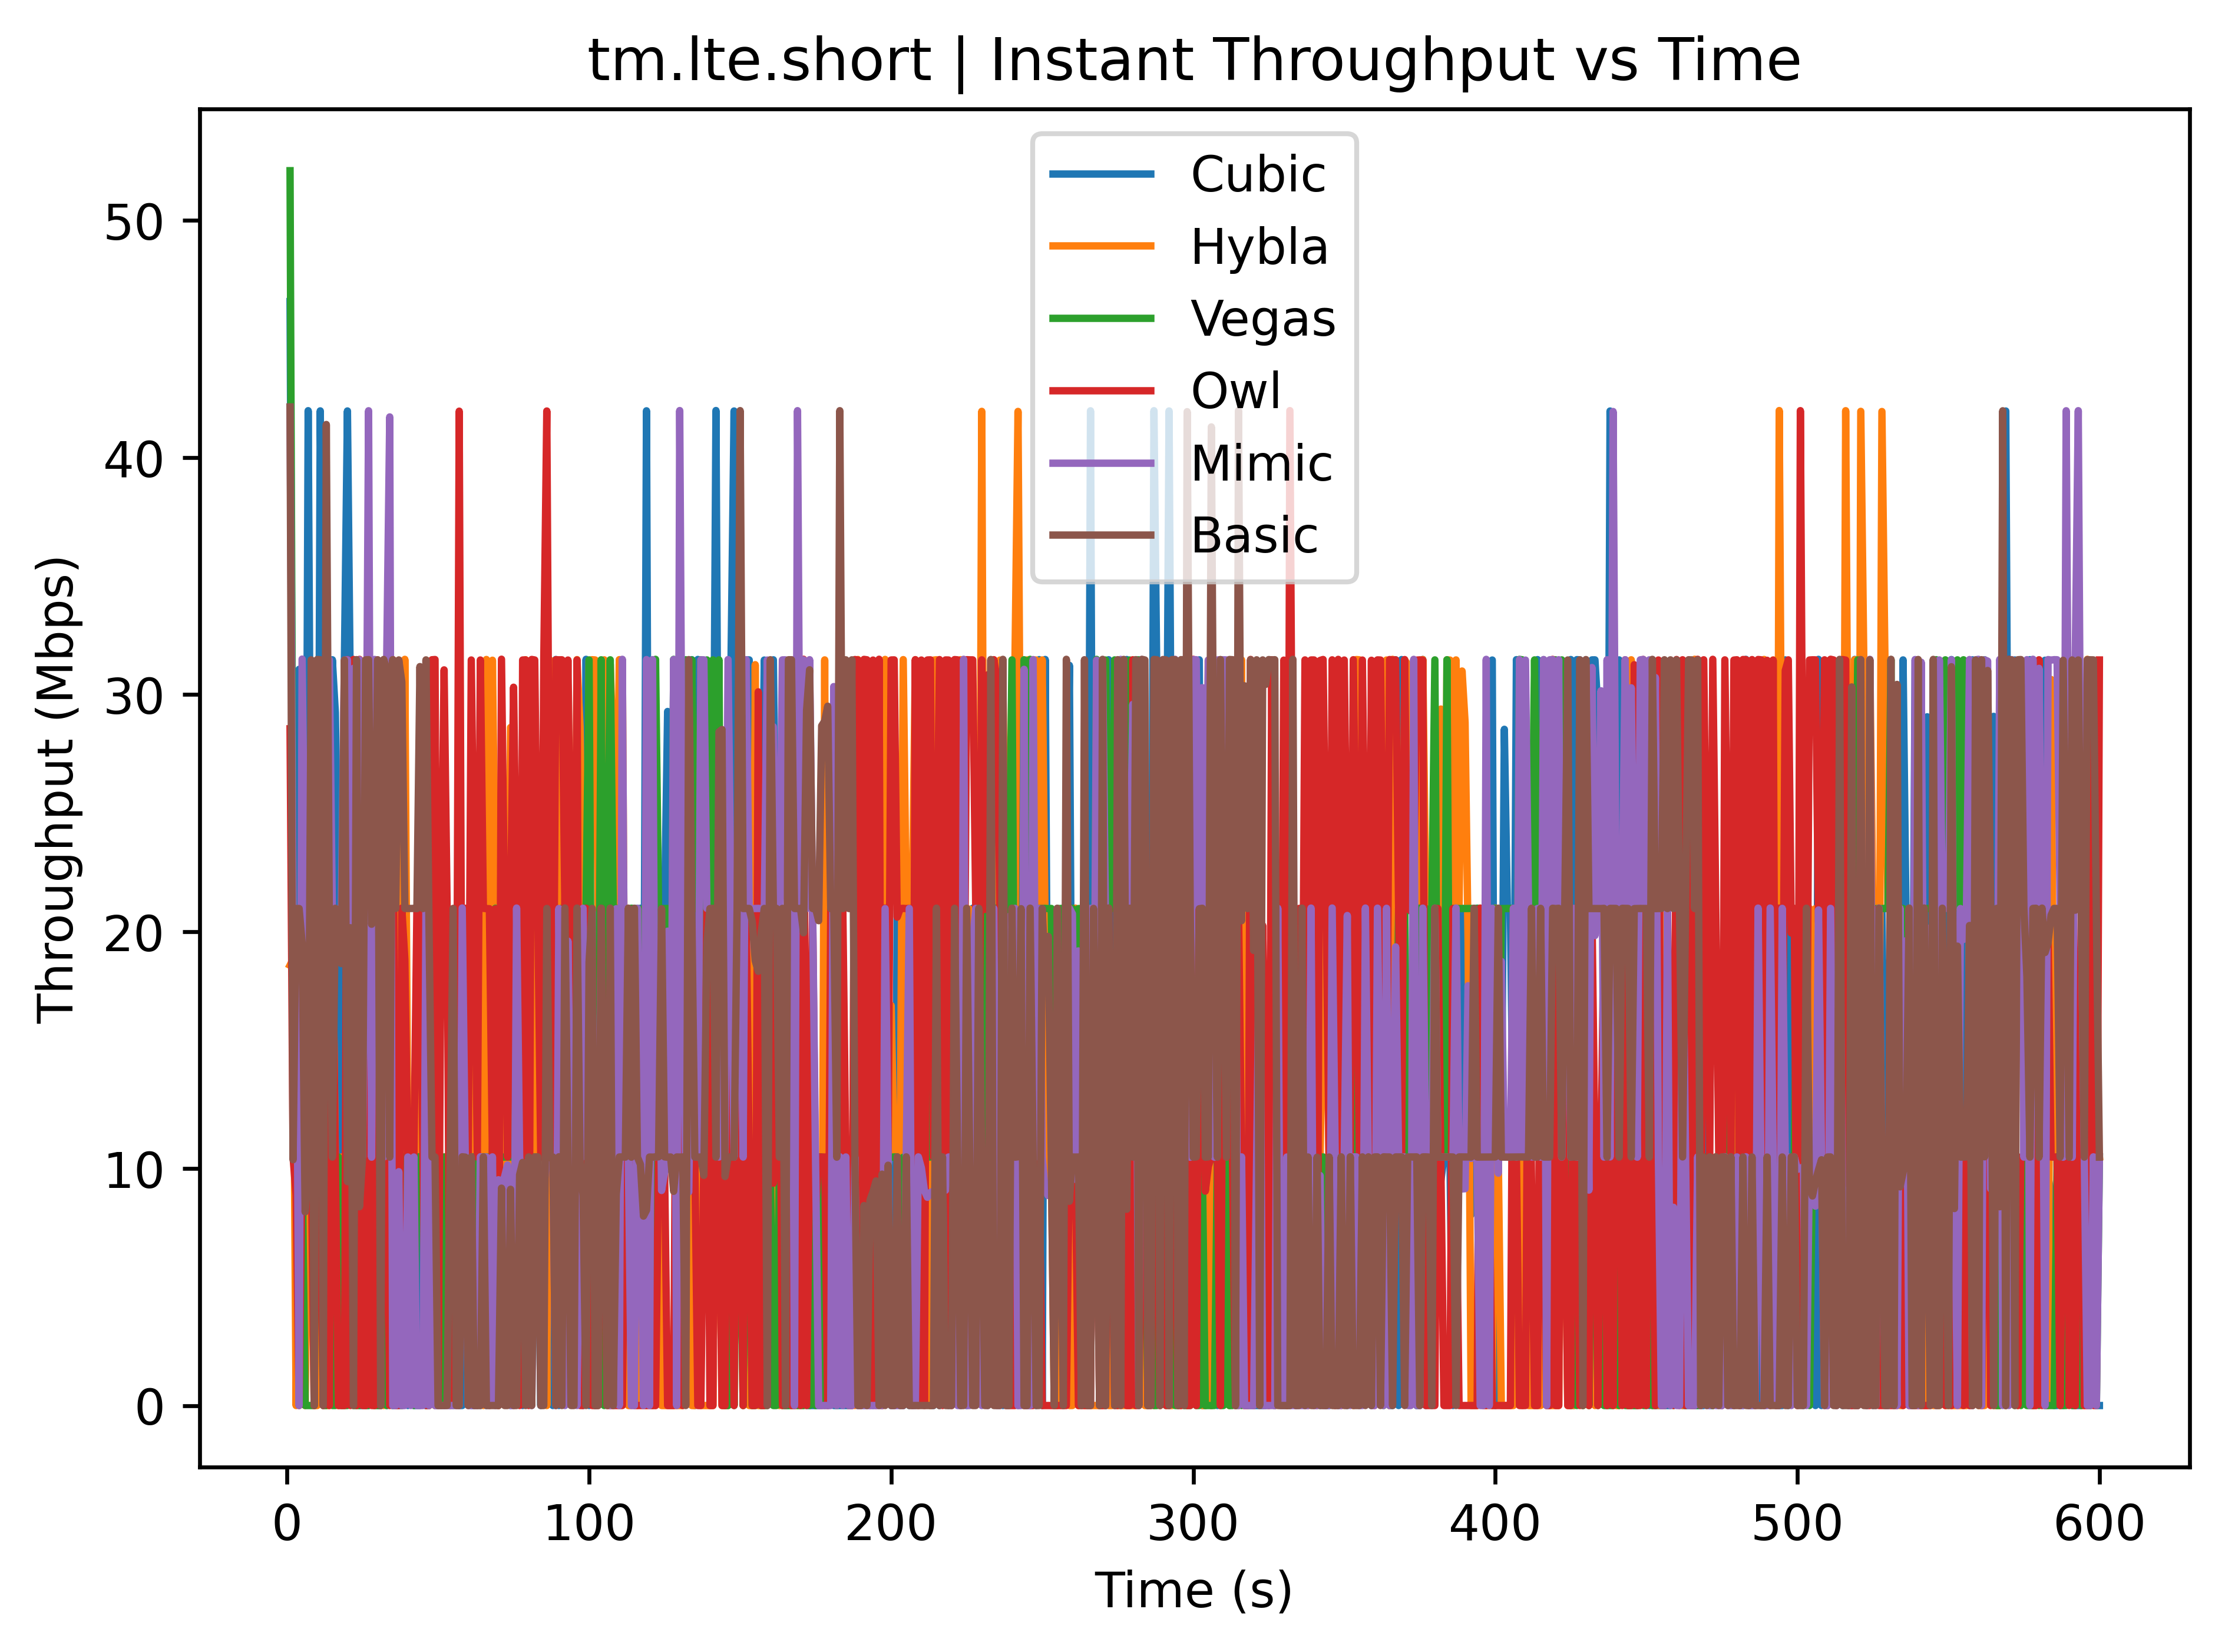 tm.lte.short | Instant Throughput vs Time
Throughput (Mbps)
50
40
30
20
10
0
Cubic
Hybla
Vegas
Owl
Mimic
Basic
0 100 200 300 400 500 600
Time (s)